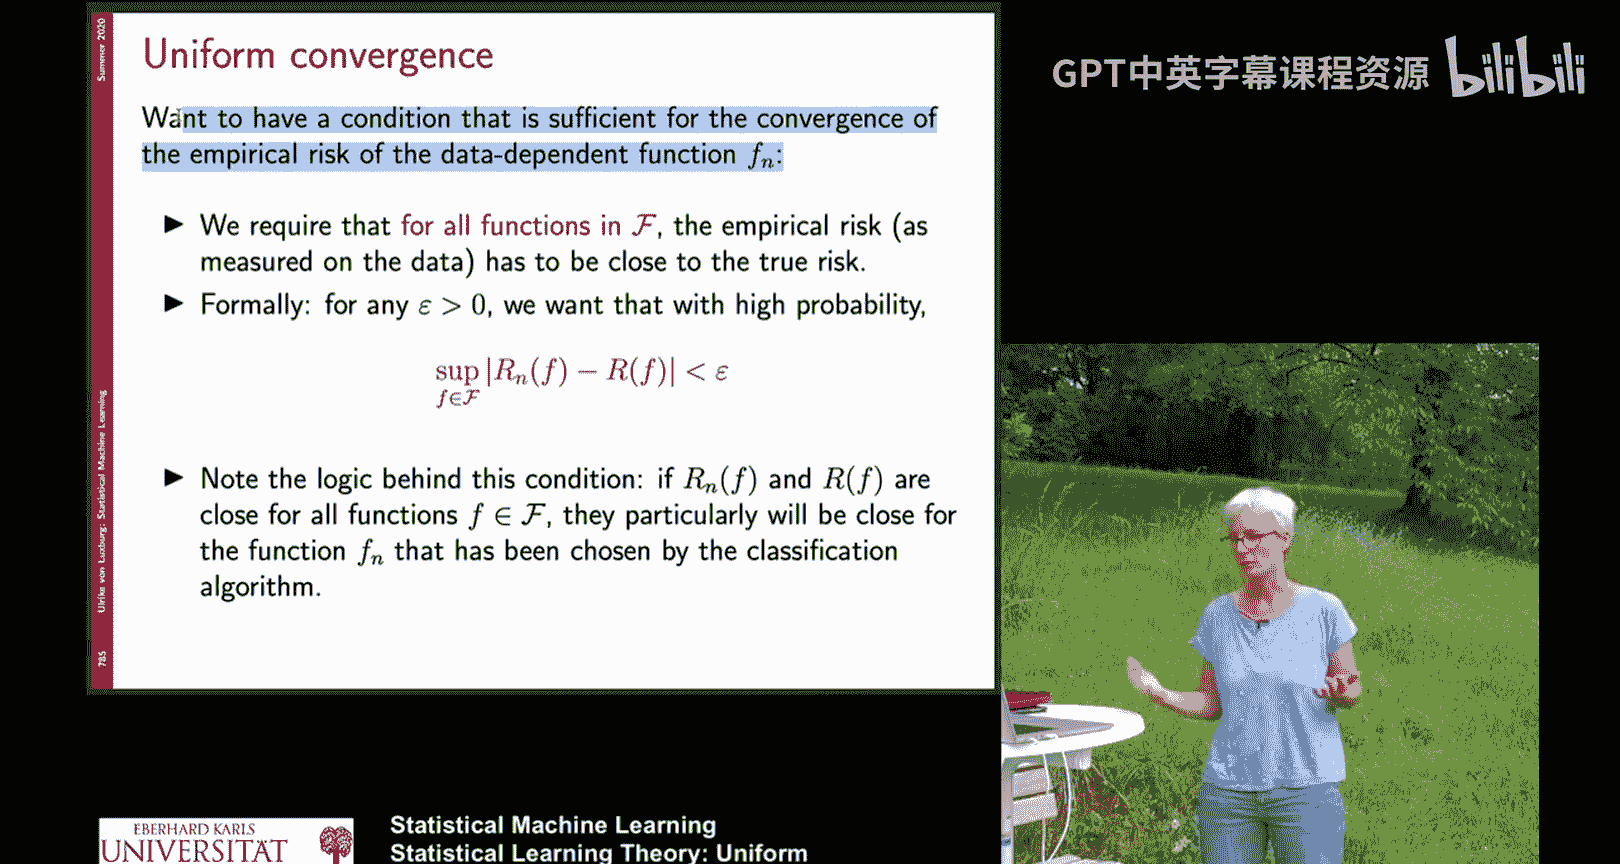 Uniform convergence
Want to have a condition that is sufficient for the convergence of
the empirical risk of the data-dependent function fₙ:
► We require that for all functions in ℱ, the empirical risk (as
measured on the data) has to be close to the true risk.
► Formally: for any ε > 0, we want that with high probability,
sup |Rₙ(f) − R(f)| < ε
f∈ℱ
► Note the logic behind this condition: if Rₙ(f) and R(f) are
close for all functions f ∈ ℱ, they particularly will be close for
the function fₙ that has been chosen by the classification
algorithm.
Summer 2020
Ulrike von Luxburg: Statistical Machine Learning
785
GPT中英字幕课程资源 bilibili
EBERHARD KARLS
UNIVERSITÄT
Statistical Machine Learning
Statistical Learning Theory: Uniform